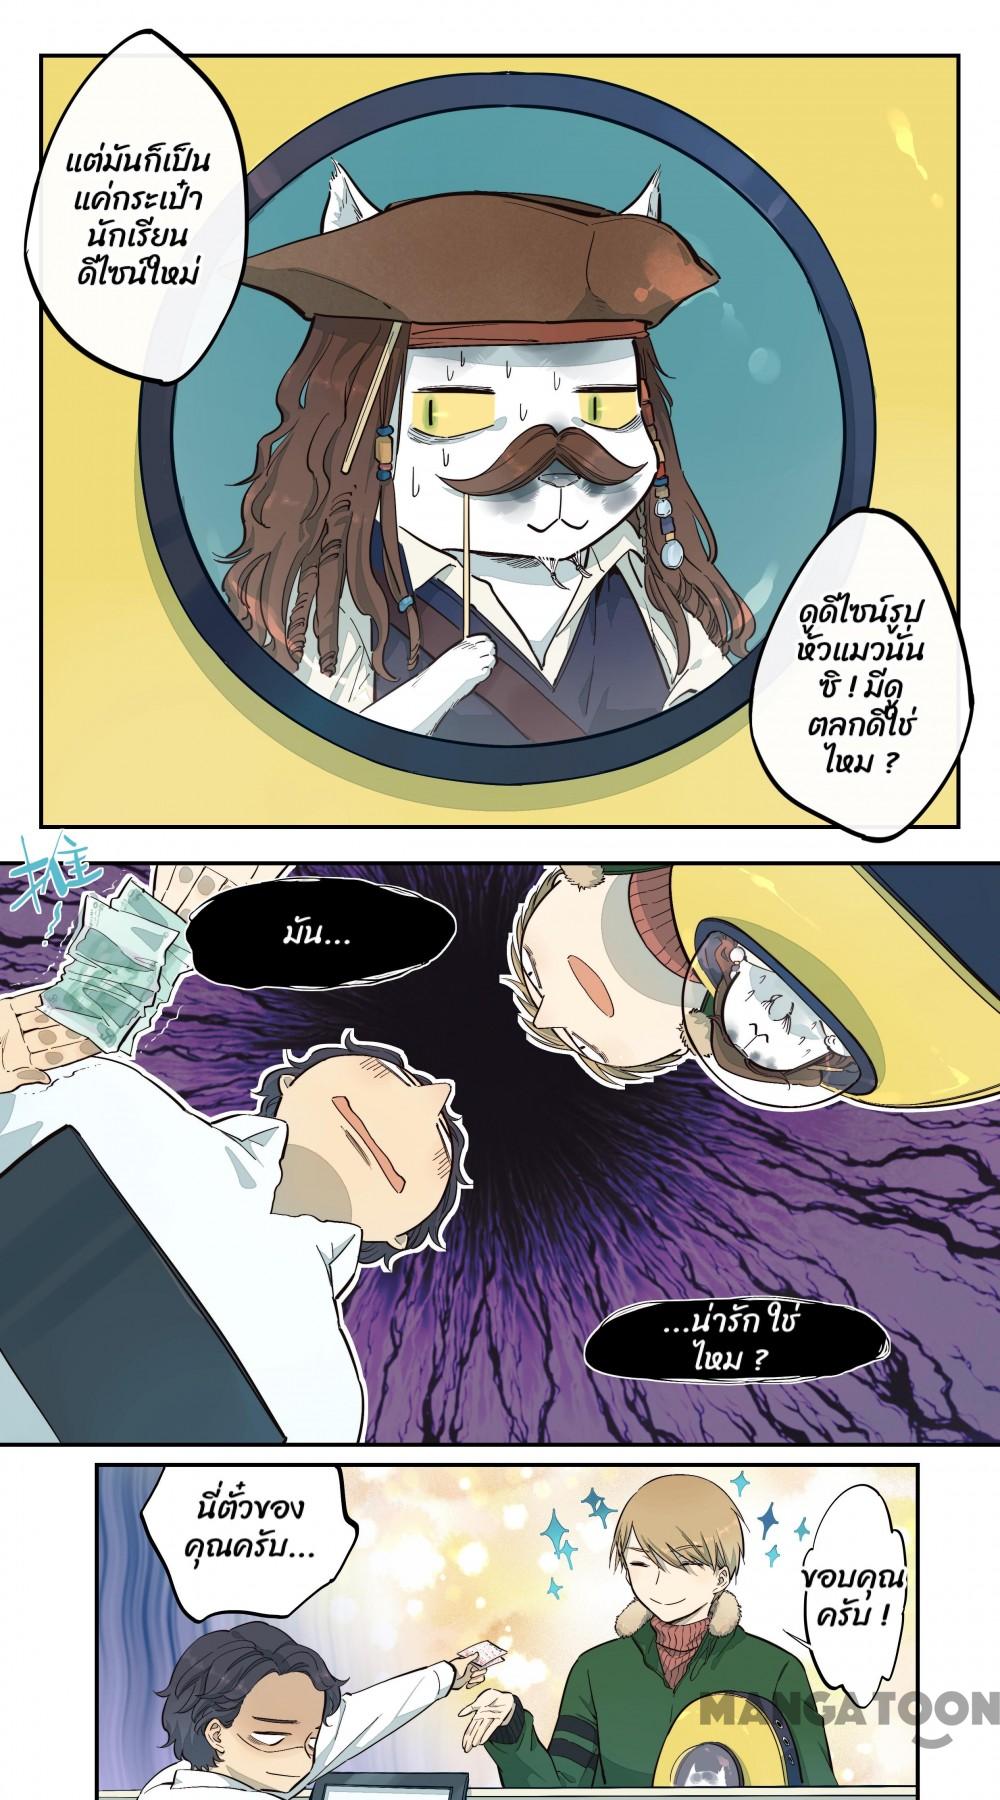 แต่มันก็เป็น
แค่กระเป๋า
นักเรียน
ดีไซน์ใหม่
ดูดีไซน์รูป
หัวแมวนั่น
ซิ ! มีดู
ตลกดีใช่
ไหม ?
推
มัน...
...น่ารัก ใช่
ไหม ?
นี่ตั๋วของ
คุณครับ...
ขอบคุณ
ครับ !
MANGATOON